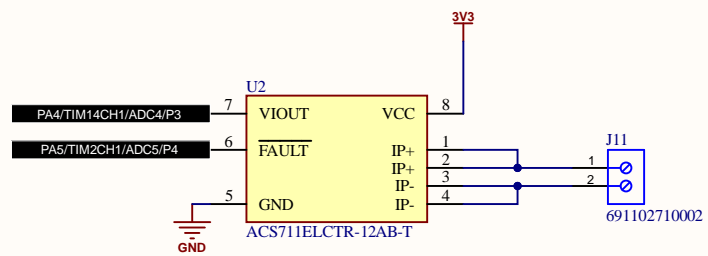 3V3
U2
PA4/TIM14CH1/ADC4/P3 7 VIOUT VCC 8
PA5/TIM2CH1/ADC5/P4 6 FAULT IP+ 1
IP+ 2
IP- 3
5 GND IP- 4
GND
ACS711ELCTR-12AB-T
J11
1
2
691102710002